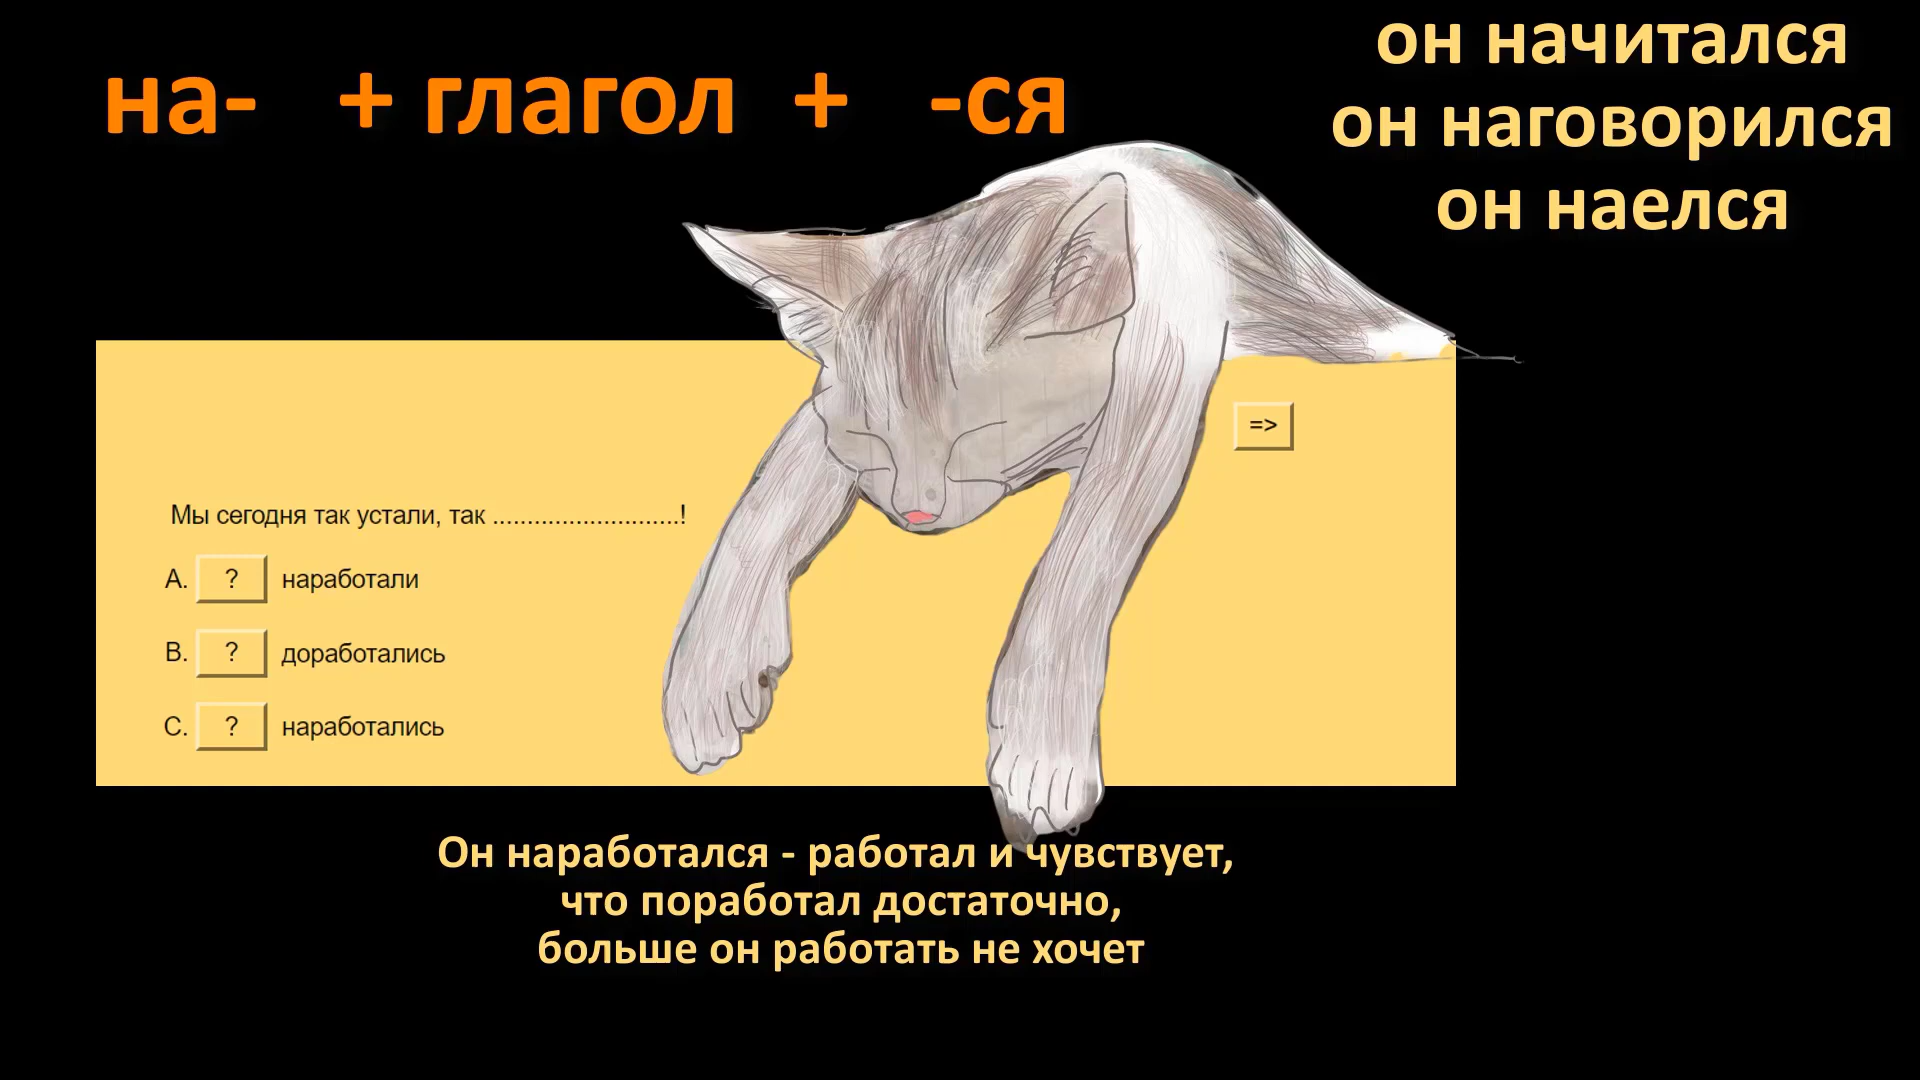 на- + глагол + -ся
он начитался
он наговорился
он наелся
=>
Мы сегодня так устали, так ...........................!
A. ? наработали
B. ? доработались
C. ? наработались
Он наработался - работал и чувствует,
что поработал достаточно,
больше он работать не хочет